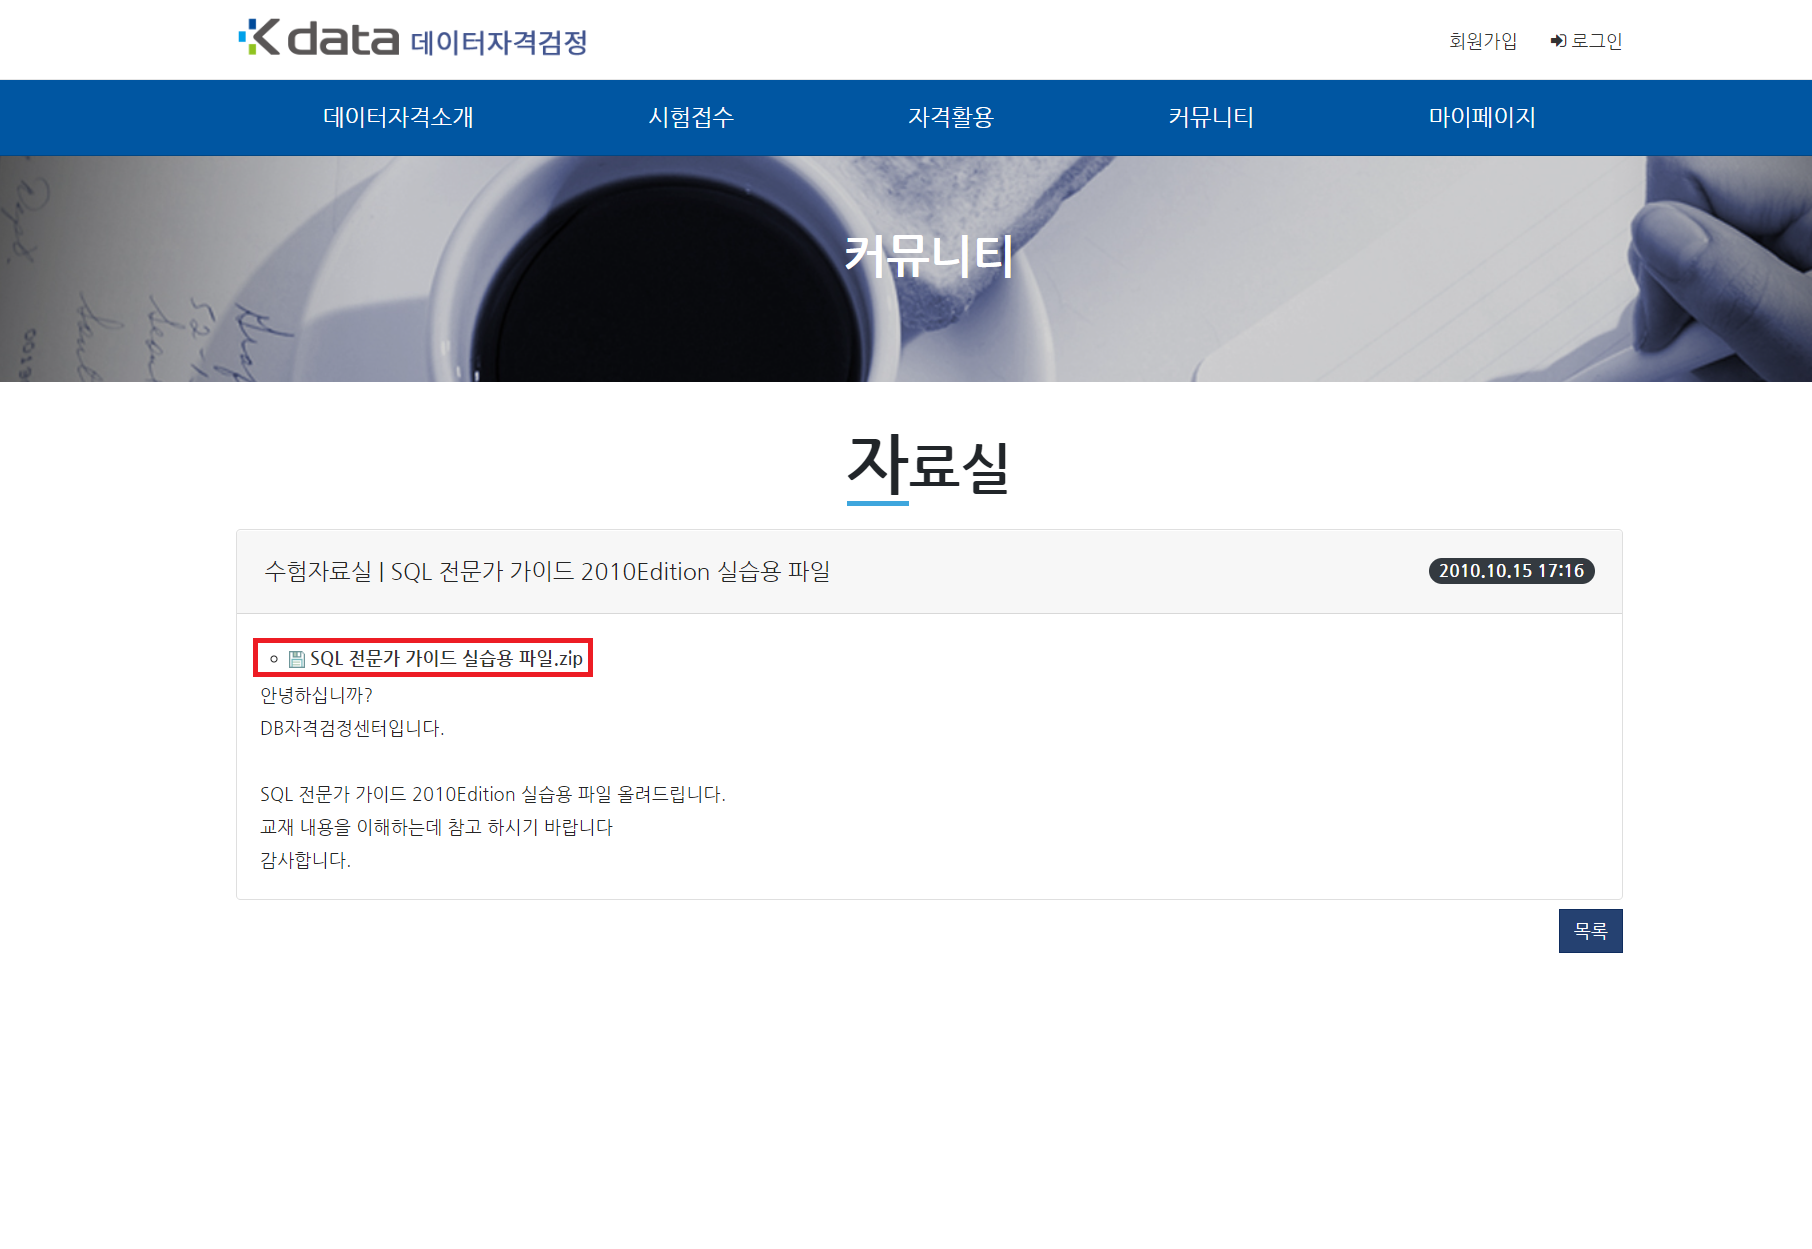 Kdata 데이터자격검정
회원가입 로그인
데이터자격소개 시험접수 자격활용 커뮤니티 마이페이지
커뮤니티
자료실
수험자료실 | SQL 전문가 가이드 2010Edition 실습용 파일 2010.10.15 17:16
SQL 전문가 가이드 실습용 파일.zip
안녕하십니까?
DB자격검정센터입니다.
SQL 전문가 가이드 2010Edition 실습용 파일 올려드립니다.
교재 내용을 이해하는데 참고 하시기 바랍니다
감사합니다.
목록